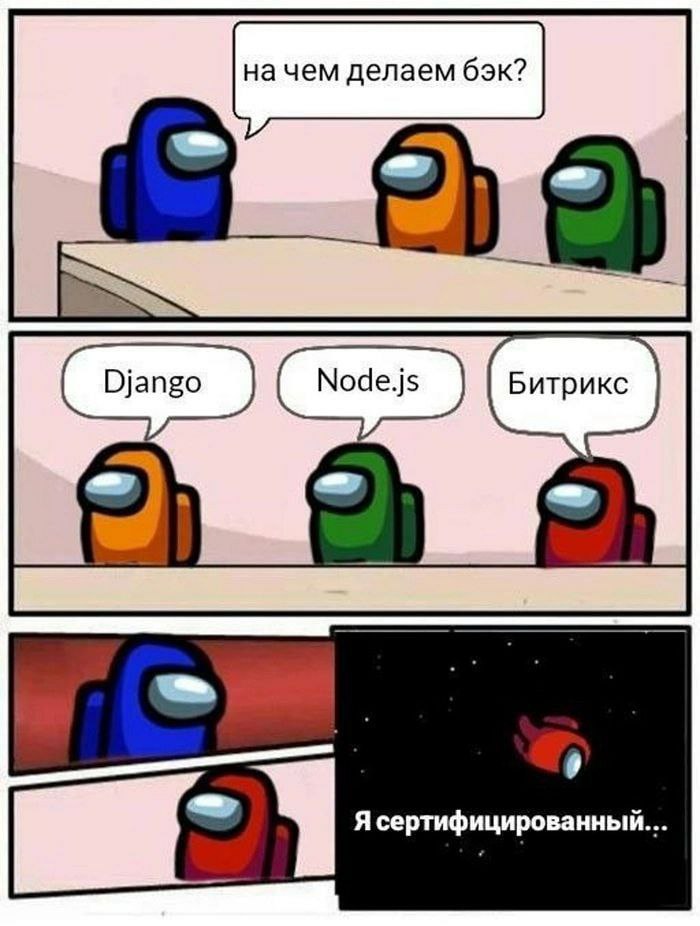 на чем делаем бэк?
Django
Node.js
Битрикс
Я сертифицированный...